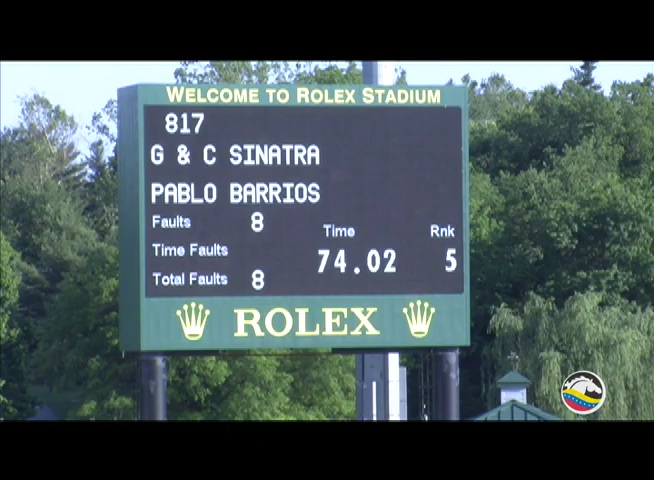 WELCOME TO ROLEX STADIUM
817
G & C SINATRA
PABLO BARRIOS
Faults 8
Time Rnk
Time Faults 74.02 5
Total Faults 8
ROLEX